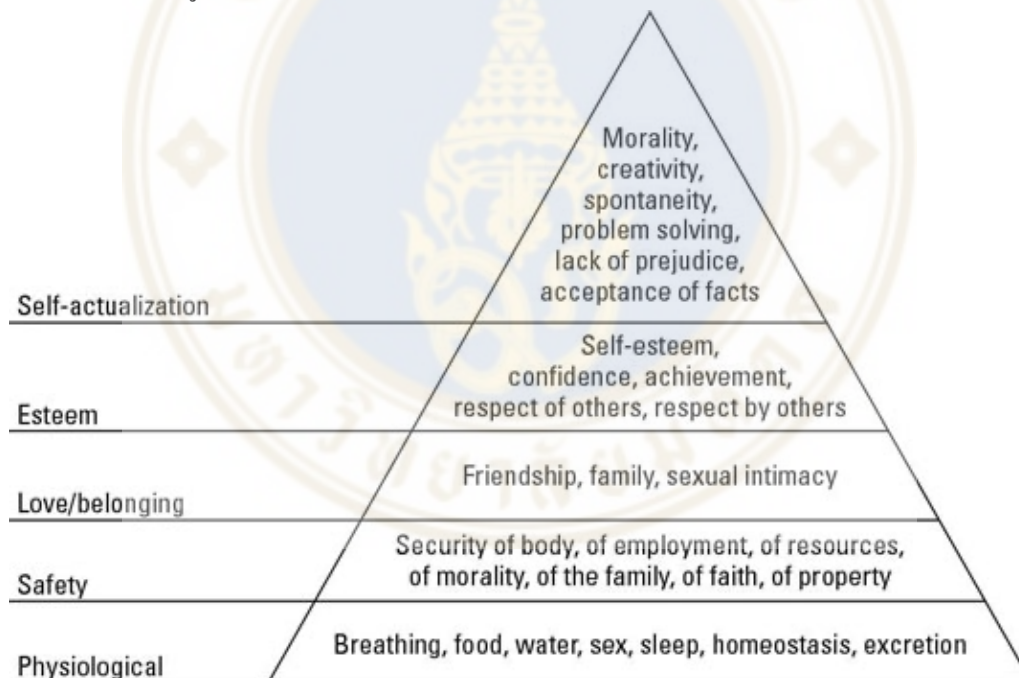 Morality,
creativity,
spontaneity,
problem solving,
lack of prejudice,
acceptance of facts
Self-actualization
Self-esteem,
confidence, achievement,
respect of others, respect by others
Esteem
Friendship, family, sexual intimacy
Love/belonging
Security of body, of employment, of resources,
of morality, of the family, of faith, of property
Safety
Breathing, food, water, sex, sleep, homeostasis, excretion
Physiological